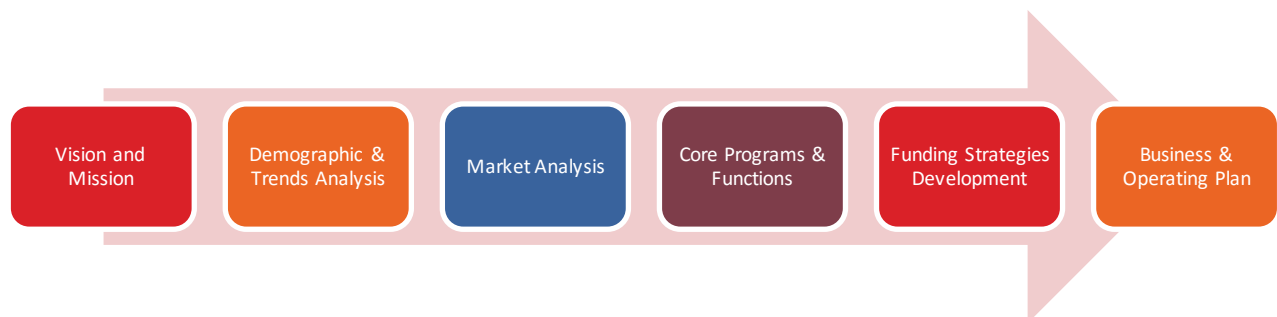 Vision and
Mission
Demographic &
Trends Analysis
Market Analysis
Core Programs &
Functions
Funding Strategies
Development
Business &
Operating Plan